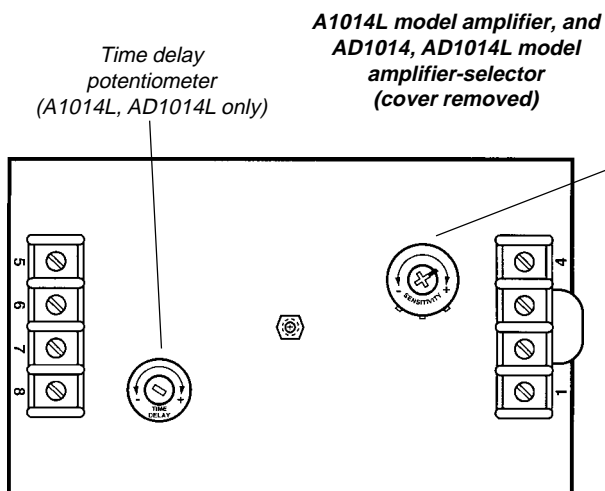 A1014L model amplifier, and
AD1014, AD1014L model
amplifier-selector
(cover removed)
Time delay
potentiometer
(A1014L, AD1014L only)
5
6
7
8
- +
SENSITIVITY
- +
TIME
DELAY
4
1